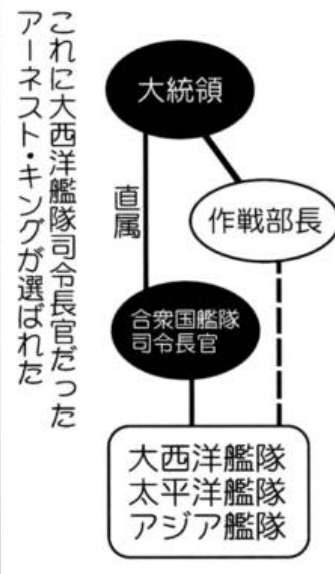 これに大西洋艦隊司令長官だった
アーネスト・キングが選ばれた
大統領
直属
作戦部長
合衆国艦隊
司令長官
大西洋艦隊
太平洋艦隊
アジア艦隊